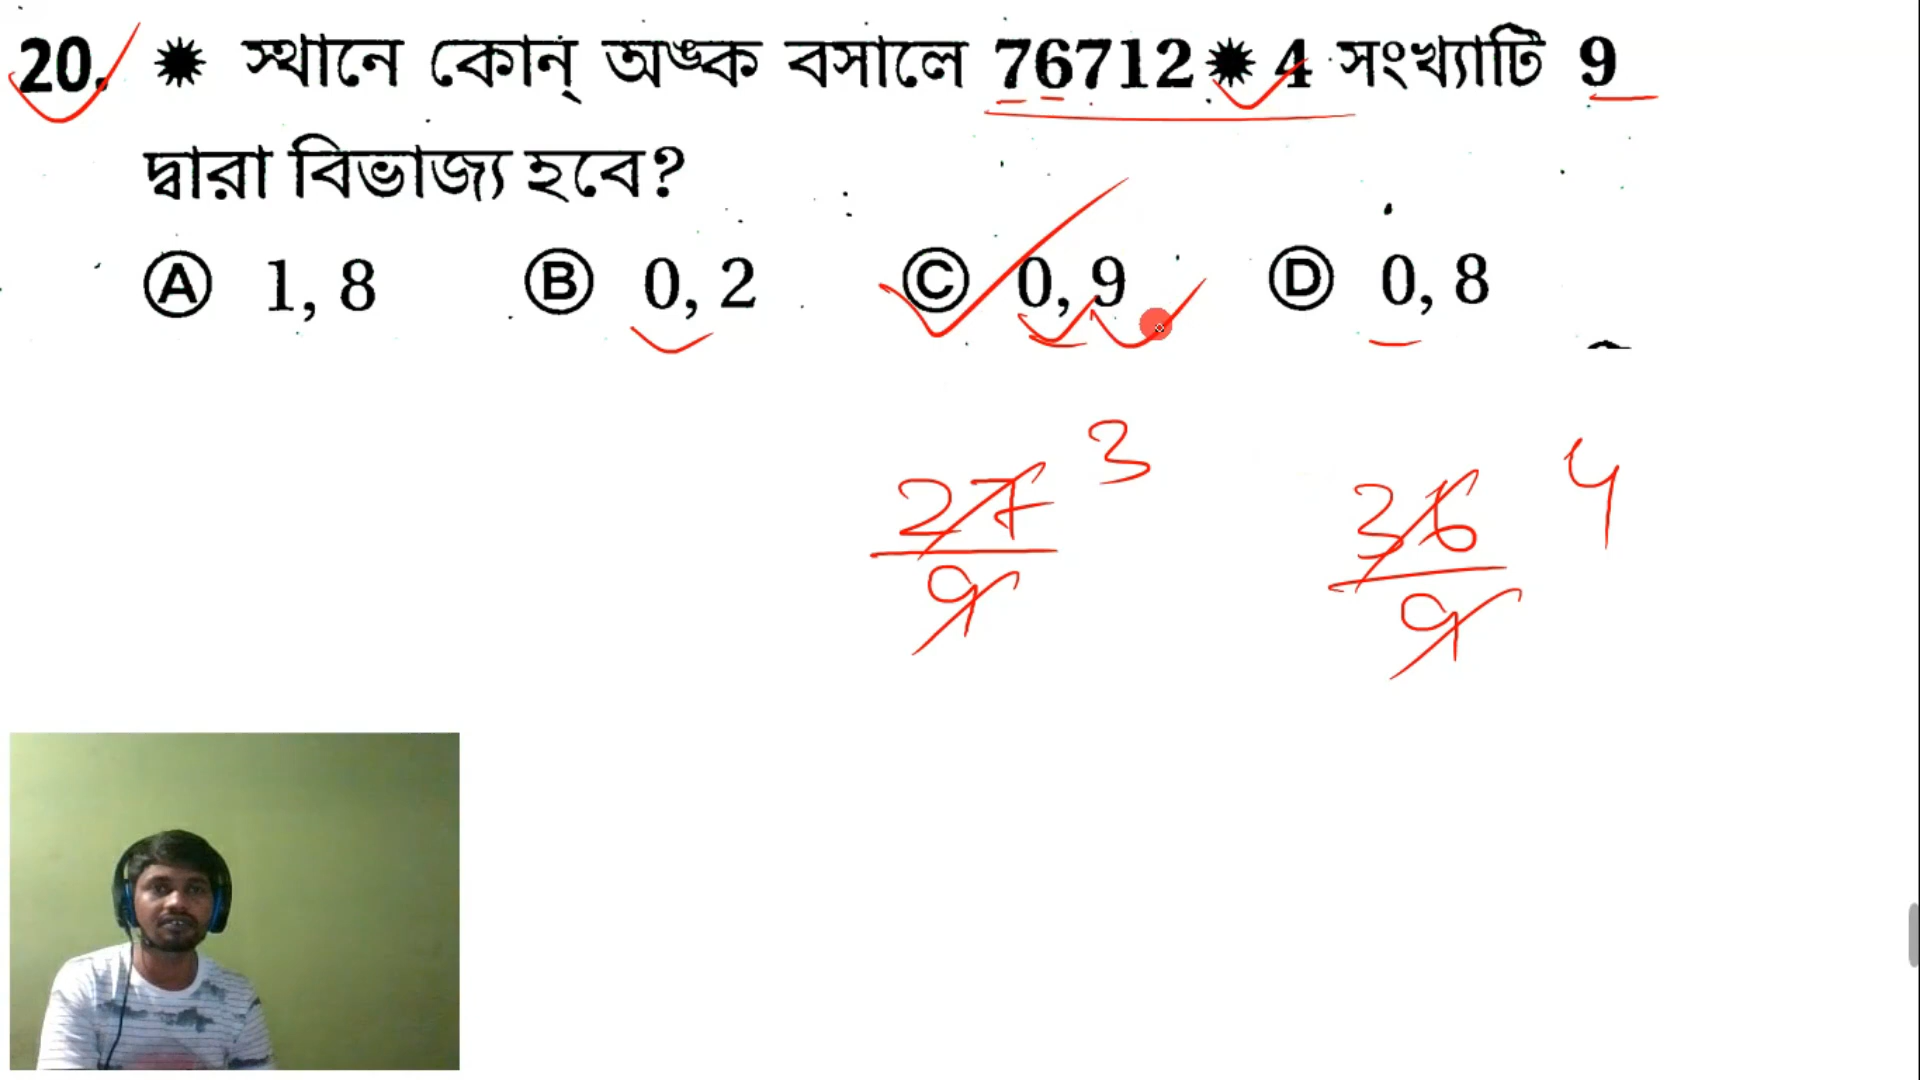 20. ✹ স্থানে কোন্ অঙ্ক বসালে 76712✹4 সংখ্যাটি 9
দ্বারা বিভাজ্য হবে?
Ⓐ 1, 8 Ⓑ 0, 2 Ⓒ 0, 9 Ⓓ 0, 8
3 4
27 36
9 9